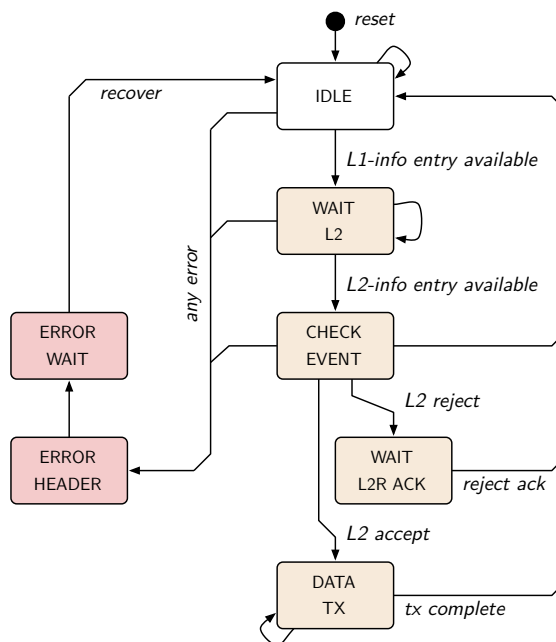 reset
IDLE
recover
L1-info entry available
WAIT
L2
any error
L2-info entry available
ERROR
WAIT
CHECK
EVENT
L2 reject
ERROR
HEADER
WAIT
L2R ACK
reject ack
L2 accept
DATA
TX
tx complete